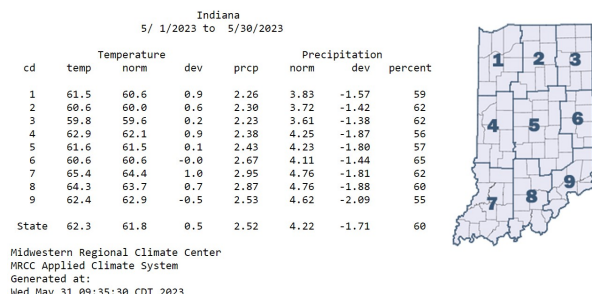 Indiana
5/ 1/2023 to 5/30/2023
Temperature Precipitation
cd temp norm dev prcp norm dev percent
1 61.5 60.6 0.9 2.26 3.83 -1.57 59
2 60.6 60.0 0.6 2.30 3.72 -1.42 62
3 59.8 59.6 0.2 2.23 3.61 -1.38 62
4 62.9 62.1 0.9 2.38 4.25 -1.87 56
5 61.6 61.5 0.1 2.43 4.23 -1.80 57
6 60.6 60.6 -0.0 2.67 4.11 -1.44 65
7 65.4 64.4 1.0 2.95 4.76 -1.81 62
8 64.3 63.7 0.7 2.87 4.76 -1.88 60
9 62.4 62.9 -0.5 2.53 4.62 -2.09 55
State 62.3 61.8 0.5 2.52 4.22 -1.71 60
Midwestern Regional Climate Center
MRCC Applied Climate System
Generated at:
Wed May 31 09:35:30 CDT 2023
1 2 3
4 5 6
7 8 9